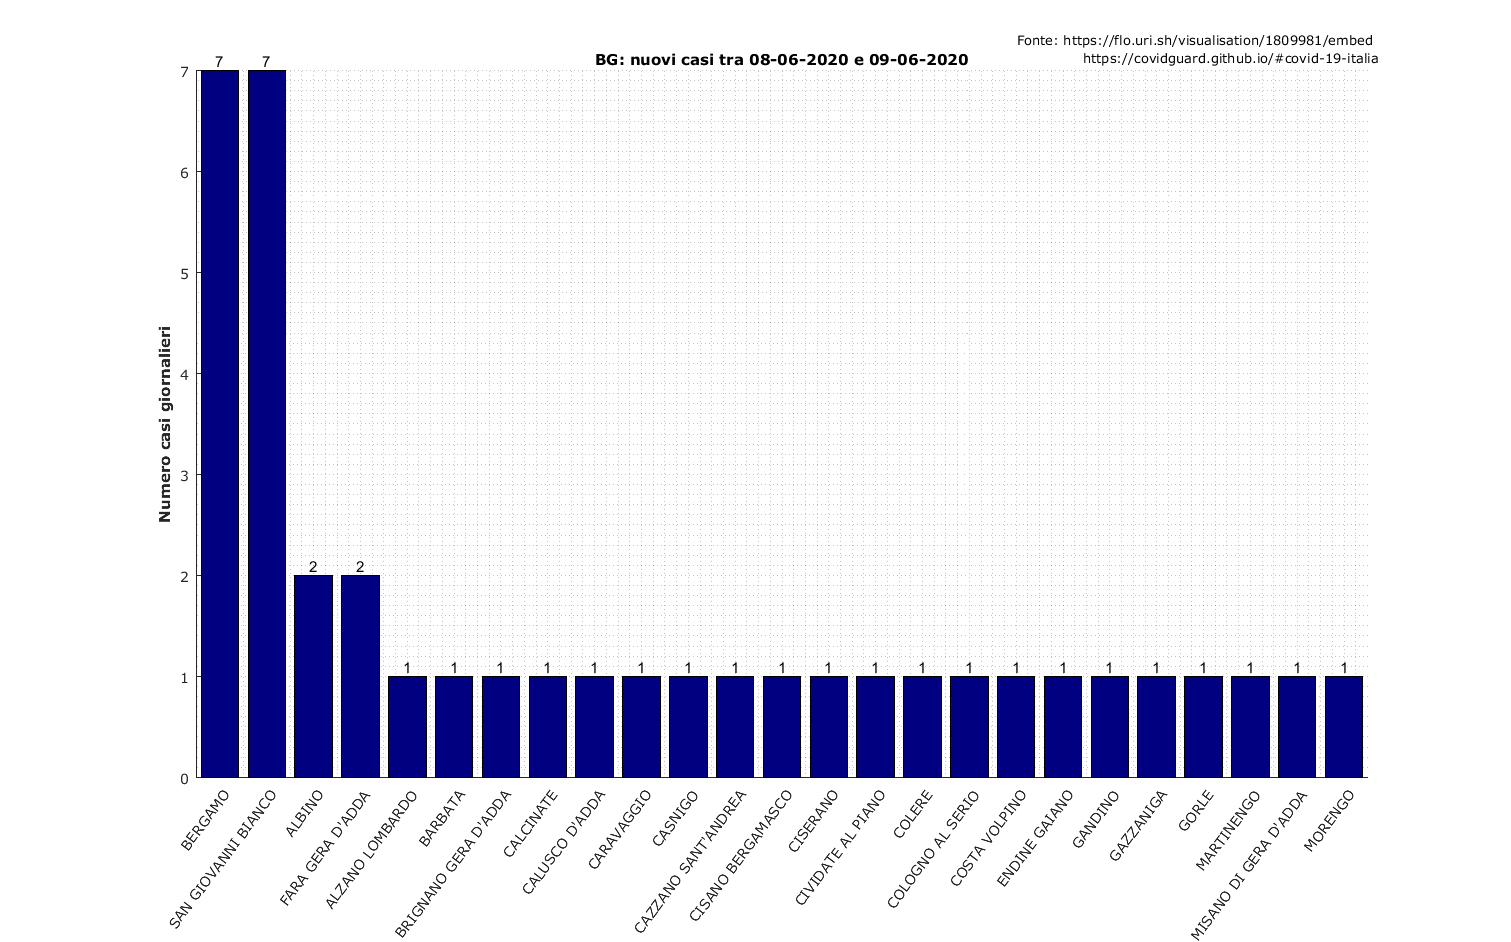 Fonte: https://flo.uri.sh/visualisation/1809981/embed
https://covidguard.github.io/#covid-19-italia
BG: nuovi casi tra 08-06-2020 e 09-06-2020
Numero casi giornalieri
7
6
5
4
3
2
1
0
7 7 2 2 1 1 1 1 1 1 1 1 1 1 1 1 1 1 1 1 1 1 1 1 1
BERGAMO
SAN GIOVANNI BIANCO
ALBINO
FARA GERA D'ADDA
ALZANO LOMBARDO
BARBATA
BRIGNANO GERA D'ADDA
CALCINATE
CALUSCO D'ADDA
CARAVAGGIO
CASNIGO
CAZZANO SANT'ANDREA
CISANO BERGAMASCO
CISERANO
CIVIDATE AL PIANO
COLERE
COLOGNO AL SERIO
COSTA VOLPINO
ENDINE GAIANO
GANDINO
GAZZANIGA
GORLE
MARTINENGO
MISANO DI GERA D'ADDA
MORENGO